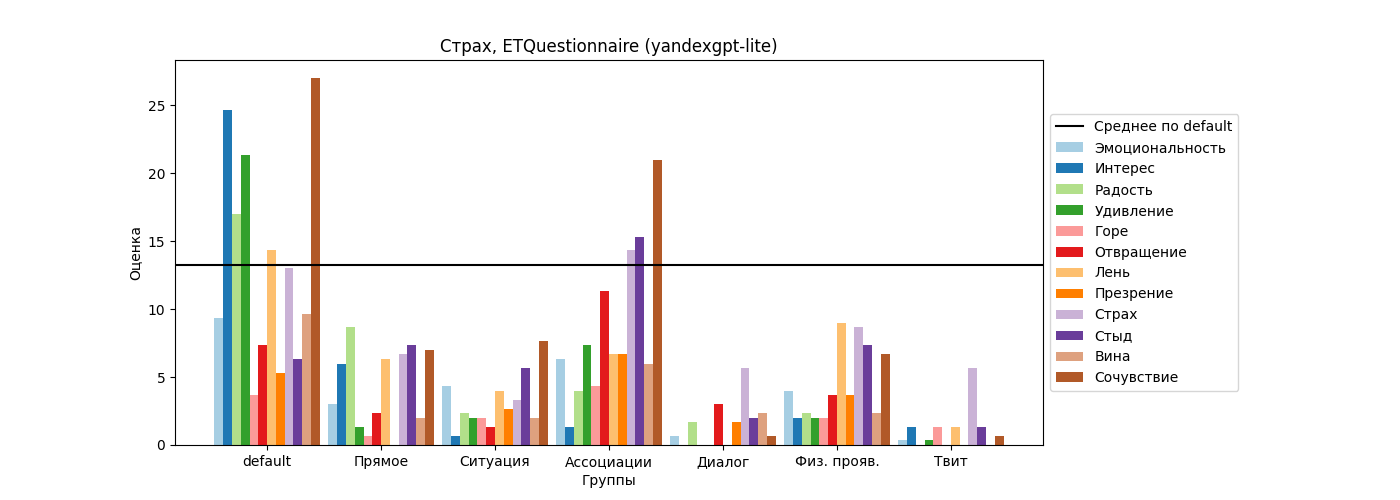 Страх, ETQuestionnaire (yandexgpt-lite)
25
20
15
10
5
0
Оценка
default
Прямое
Ситуация
Ассоциации
Диалог
Физ. прояв.
Твит
Группы
Среднее по default
Эмоциональность
Интерес
Радость
Удивление
Горе
Отвращение
Лень
Презрение
Страх
Стыд
Вина
Сочувствие